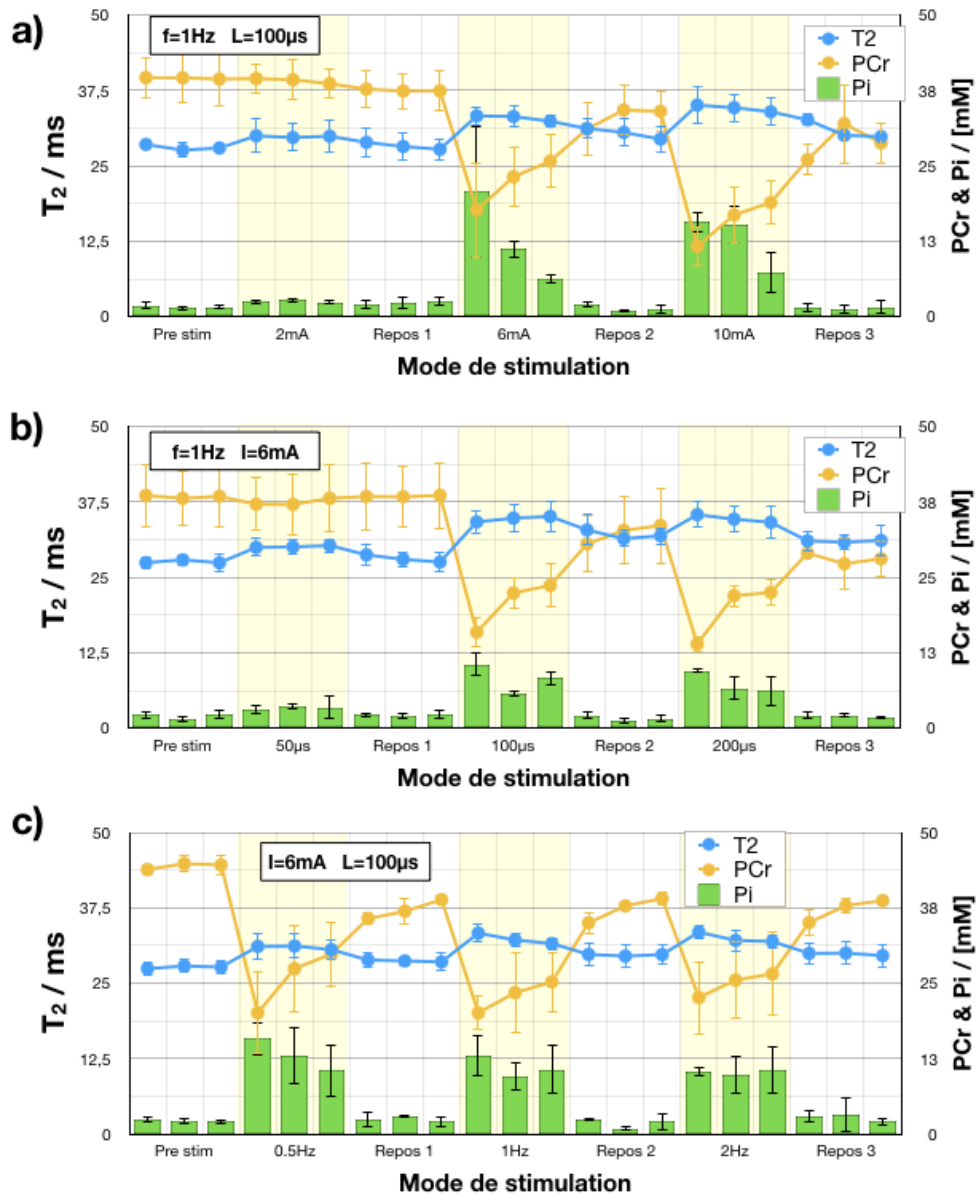 a)
f=1Hz L=100µs
T2
PCr
Pi
50
37,5
25
12,5
0
T₂ / ms
50
38
25
13
0
PCr & Pi / [mM]
Pre stim 2mA Repos 1 6mA Repos 2 10mA Repos 3
Mode de stimulation
b)
f=1Hz I=6mA
T2
PCr
Pi
50
37,5
25
12,5
0
T₂ / ms
50
38
25
13
0
PCr & Pi / [mM]
Pre stim 50µs Repos 1 100µs Repos 2 200µs Repos 3
Mode de stimulation
c)
I=6mA L=100µs
T2
PCr
Pi
50
37,5
25
12,5
0
T₂ / ms
50
38
25
13
0
PCr & Pi / [mM]
Pre stim 0.5Hz Repos 1 1Hz Repos 2 2Hz Repos 3
Mode de stimulation